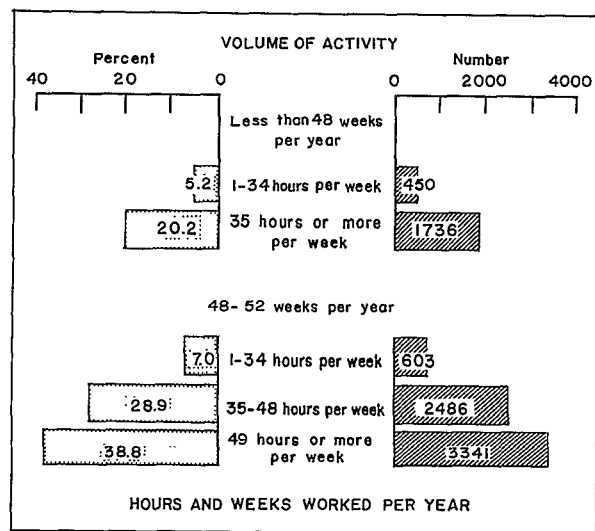 VOLUME OF ACTIVITY
Percent
Number
40 20 0
0 2000 4000
Less than 48 weeks
per year
5.2 1-34 hours per week 450
20.2 35 hours or more
per week 1736
48-52 weeks per year
7.0 1-34 hours per week 603
28.9 35-48 hours per week 2486
38.8 49 hours or more
per week 3341
HOURS AND WEEKS WORKED PER YEAR